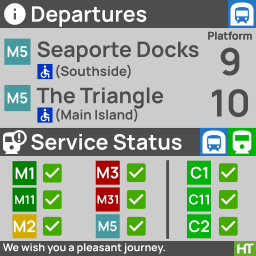 Departures
Platform
M5 Seaporte Docks 9
(Southside)
M5 The Triangle 10
(Main Island)
Service Status
M1 M3 C1
M11 M31 C11
M2 M5 C2
We wish you a pleasant journey. HT